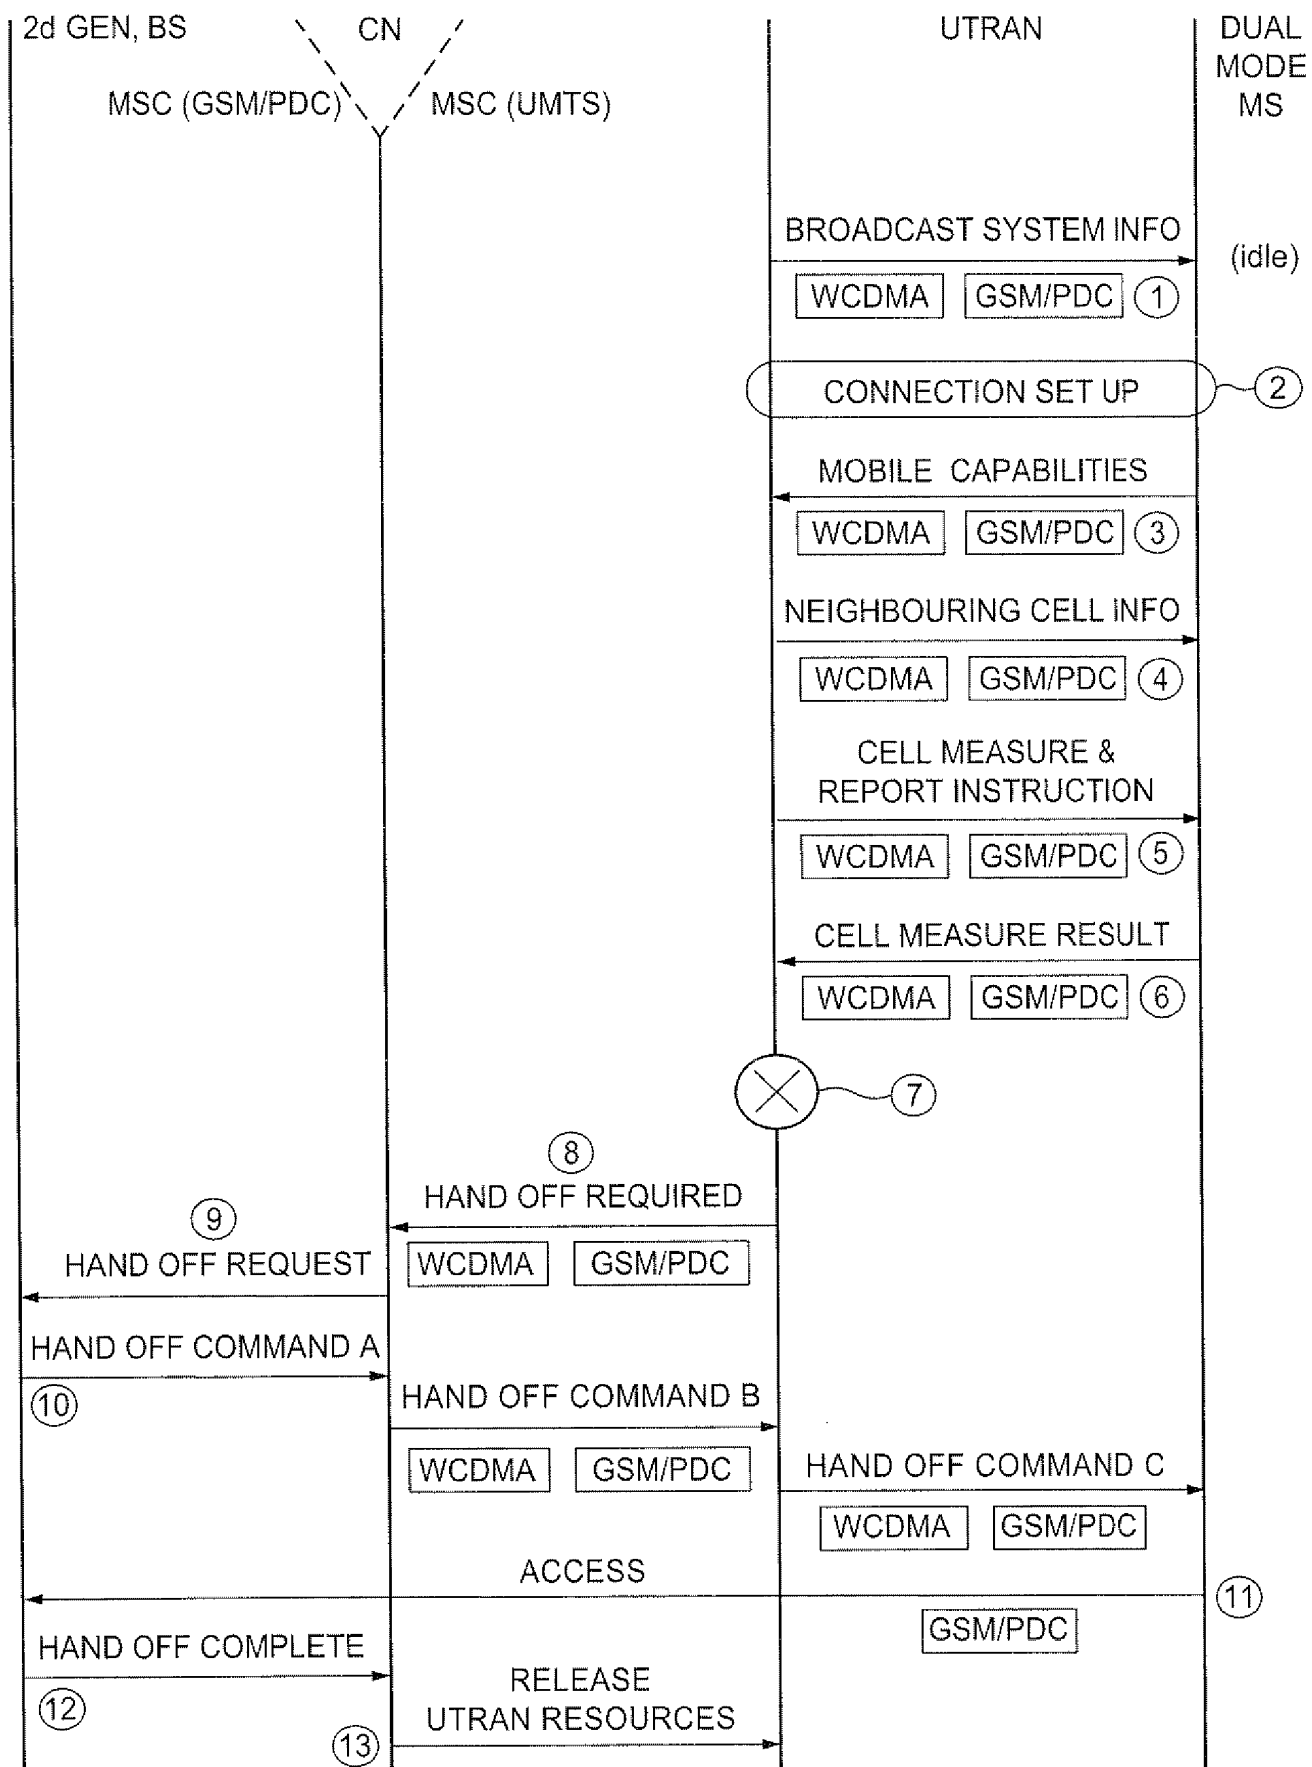 2d GEN, BS
CN
UTRAN
DUAL
MODE
MS
MSC (GSM/PDC)
MSC (UMTS)
BROADCAST SYSTEM INFO
(idle)
WCDMA GSM/PDC 1
CONNECTION SET UP 2
MOBILE CAPABILITIES
WCDMA GSM/PDC 3
NEIGHBOURING CELL INFO
WCDMA GSM/PDC 4
CELL MEASURE &
REPORT INSTRUCTION
WCDMA GSM/PDC 5
CELL MEASURE RESULT
WCDMA GSM/PDC 6
7
8
HAND OFF REQUIRED
WCDMA GSM/PDC
9
HAND OFF REQUEST
HAND OFF COMMAND A
10
HAND OFF COMMAND B
WCDMA GSM/PDC
HAND OFF COMMAND C
WCDMA GSM/PDC
ACCESS
11
GSM/PDC
HAND OFF COMPLETE
12
RELEASE
UTRAN RESOURCES
13